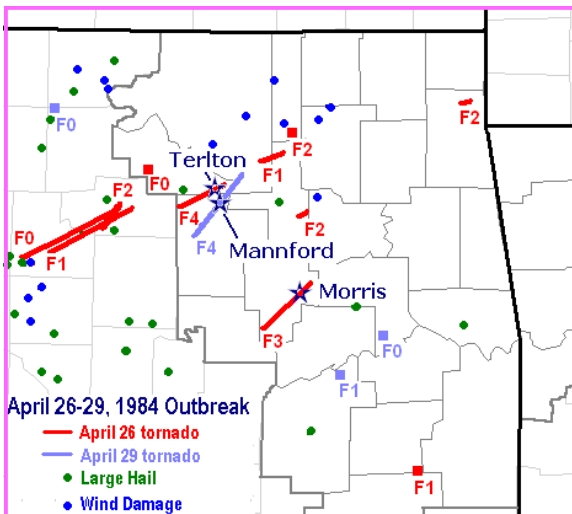 F2
F0
F2
Terlton
F1
F0
F2
F4
F2
F0
F4
Mannford
F1
Morris
F3
F0
F1
April 26-29, 1984 Outbreak
April 26 tornado
April 29 tornado
Large Hail
F1
Wind Damage